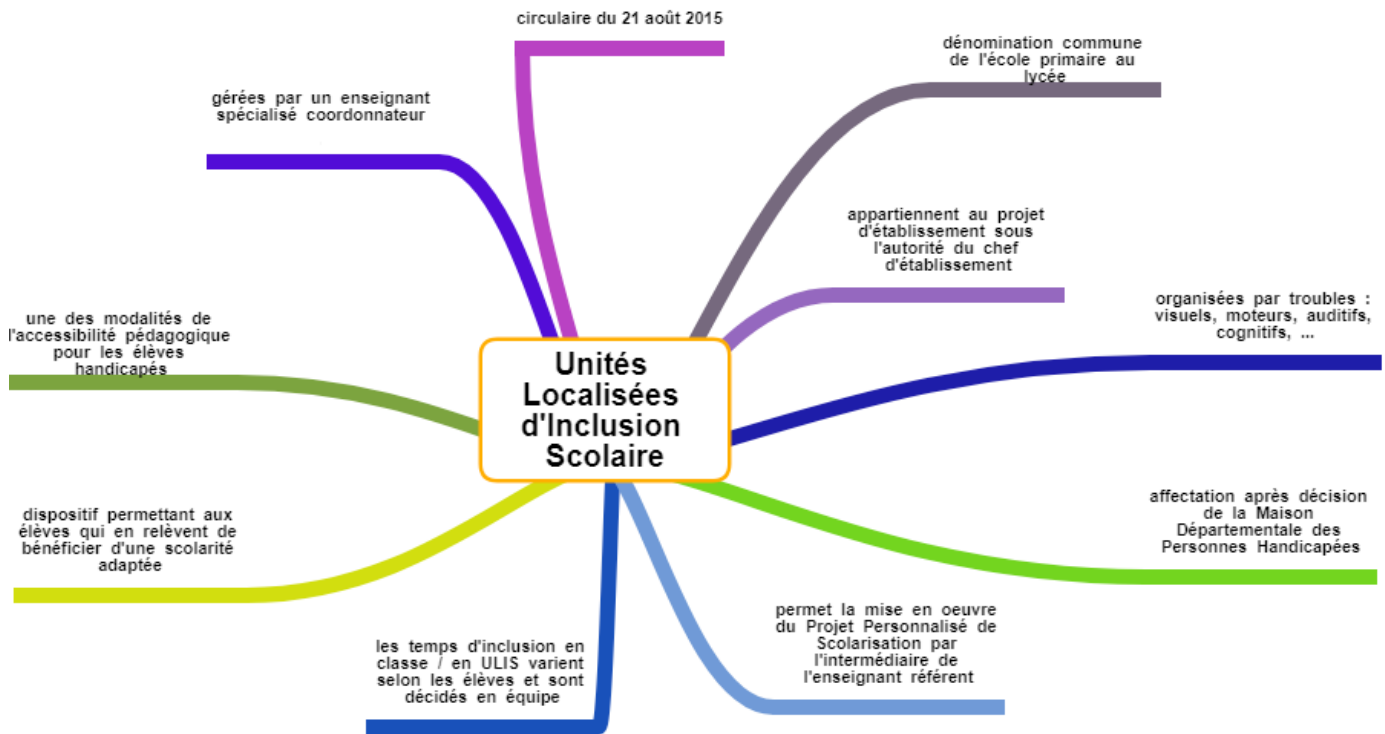 circulaire du 21 août 2015
dénomination commune
de l'école primaire au
lycée
gérées par un enseignant
spécialisé coordonnateur
appartiennent au projet
d'établissement sous
l'autorité du chef
d'établissement
organisées par troubles :
visuels, moteurs, auditifs,
cognitifs, ...
une des modalités de
l'accessibilité pédagogique
pour les élèves
handicapés
Unités
Localisées
d'Inclusion
Scolaire
affectation après décision
de la Maison
Départementale des
Personnes Handicapées
dispositif permettant aux
élèves qui en relèvent de
bénéficier d'une scolarité
adaptée
permet la mise en oeuvre
du Projet Personnalisé de
Scolarisation par
l'intermédiaire de
l'enseignant référent
les temps d'inclusion en
classe / en ULIS varient
selon les élèves et sont
décidés en équipe